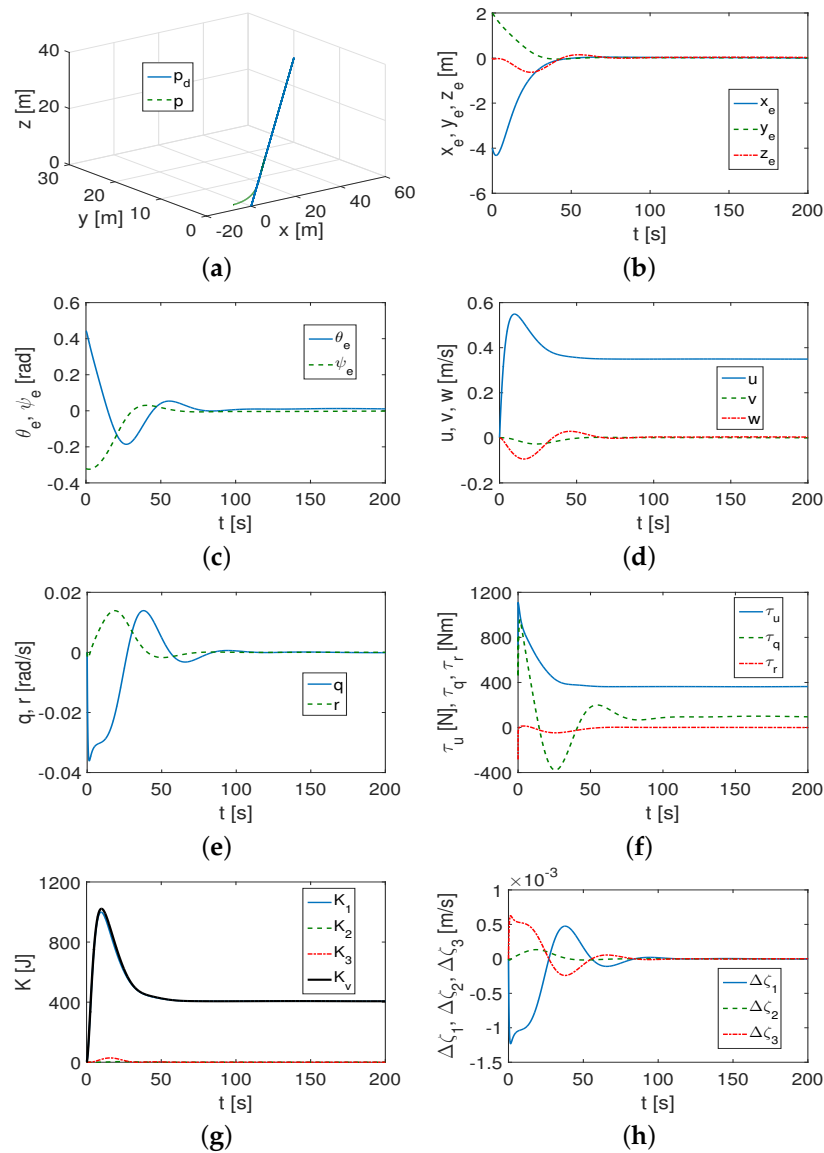 40
20
0
z [m]
30
20
10
0
y [m]
-20
0
20
40
60
x [m]
p_d
p
(a)
2
0
-2
-4
-6
x_e, y_e, z_e [m]
x_e
y_e
z_e
0 50 100 150 200
t [s]
(b)
0.6
0.4
0.2
0
-0.2
-0.4
θ_e, ψ_e [rad]
θ_e
ψ_e
0 50 100 150 200
t [s]
(c)
0.6
0.4
0.2
0
-0.2
u, v, w [m/s]
u
v
w
0 50 100 150 200
t [s]
(d)
0.02
0
-0.02
-0.04
q, r [rad/s]
q
r
0 50 100 150 200
t [s]
(e)
1200
800
400
0
-400
τ_u [N], τ_q, τ_r [Nm]
τ_u
τ_q
τ_r
0 50 100 150 200
t [s]
(f)
1200
800
400
0
K [J]
K_1
K_2
K_3
K_v
0 50 100 150 200
t [s]
(g)
×10^-3
1
0.5
0
-0.5
-1
-1.5
Δζ_1, Δζ_2, Δζ_3 [m/s]
Δζ_1
Δζ_2
Δζ_3
0 50 100 150 200
t [s]
(h)